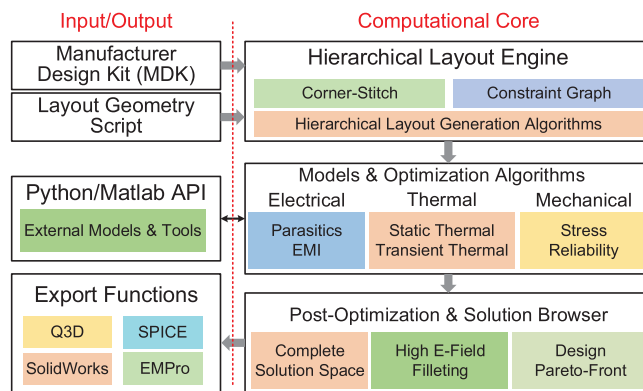 Input/Output
Computational Core
Manufacturer
Design Kit (MDK)
Layout Geometry
Script
Hierarchical Layout Engine
Corner-Stitch
Constraint Graph
Hierarchical Layout Generation Algorithms
Python/Matlab API
External Models & Tools
Models & Optimization Algorithms
Electrical
Thermal
Mechanical
Parasitics
EMI
Static Thermal
Transient Thermal
Stress
Reliability
Export Functions
Q3D
SPICE
SolidWorks
EMPro
Post-Optimization & Solution Browser
Complete
Solution Space
High E-Field
Filleting
Design
Pareto-Front